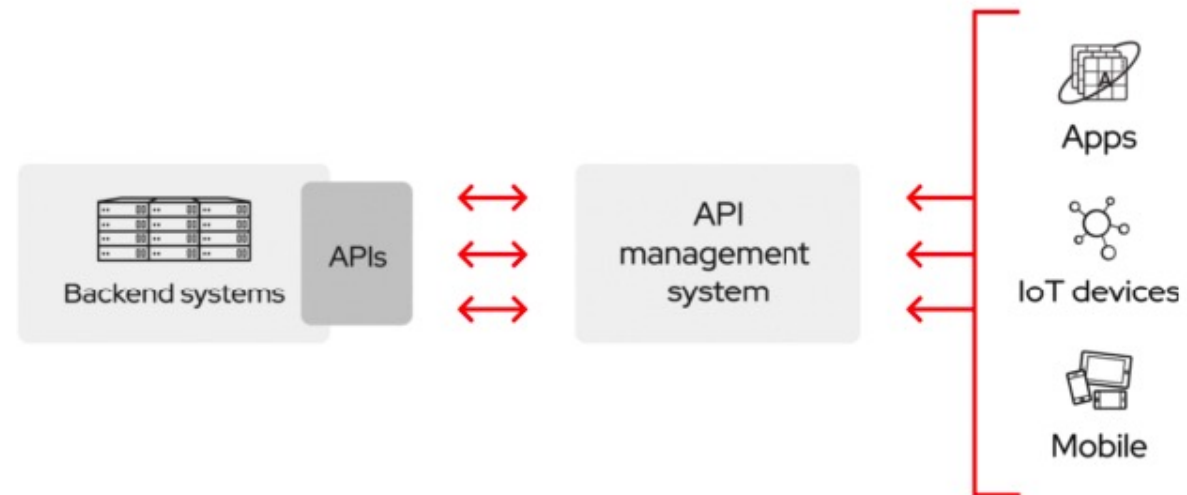 Backend systems
APIs
API
management
system
A
Apps
IoT devices
Mobile